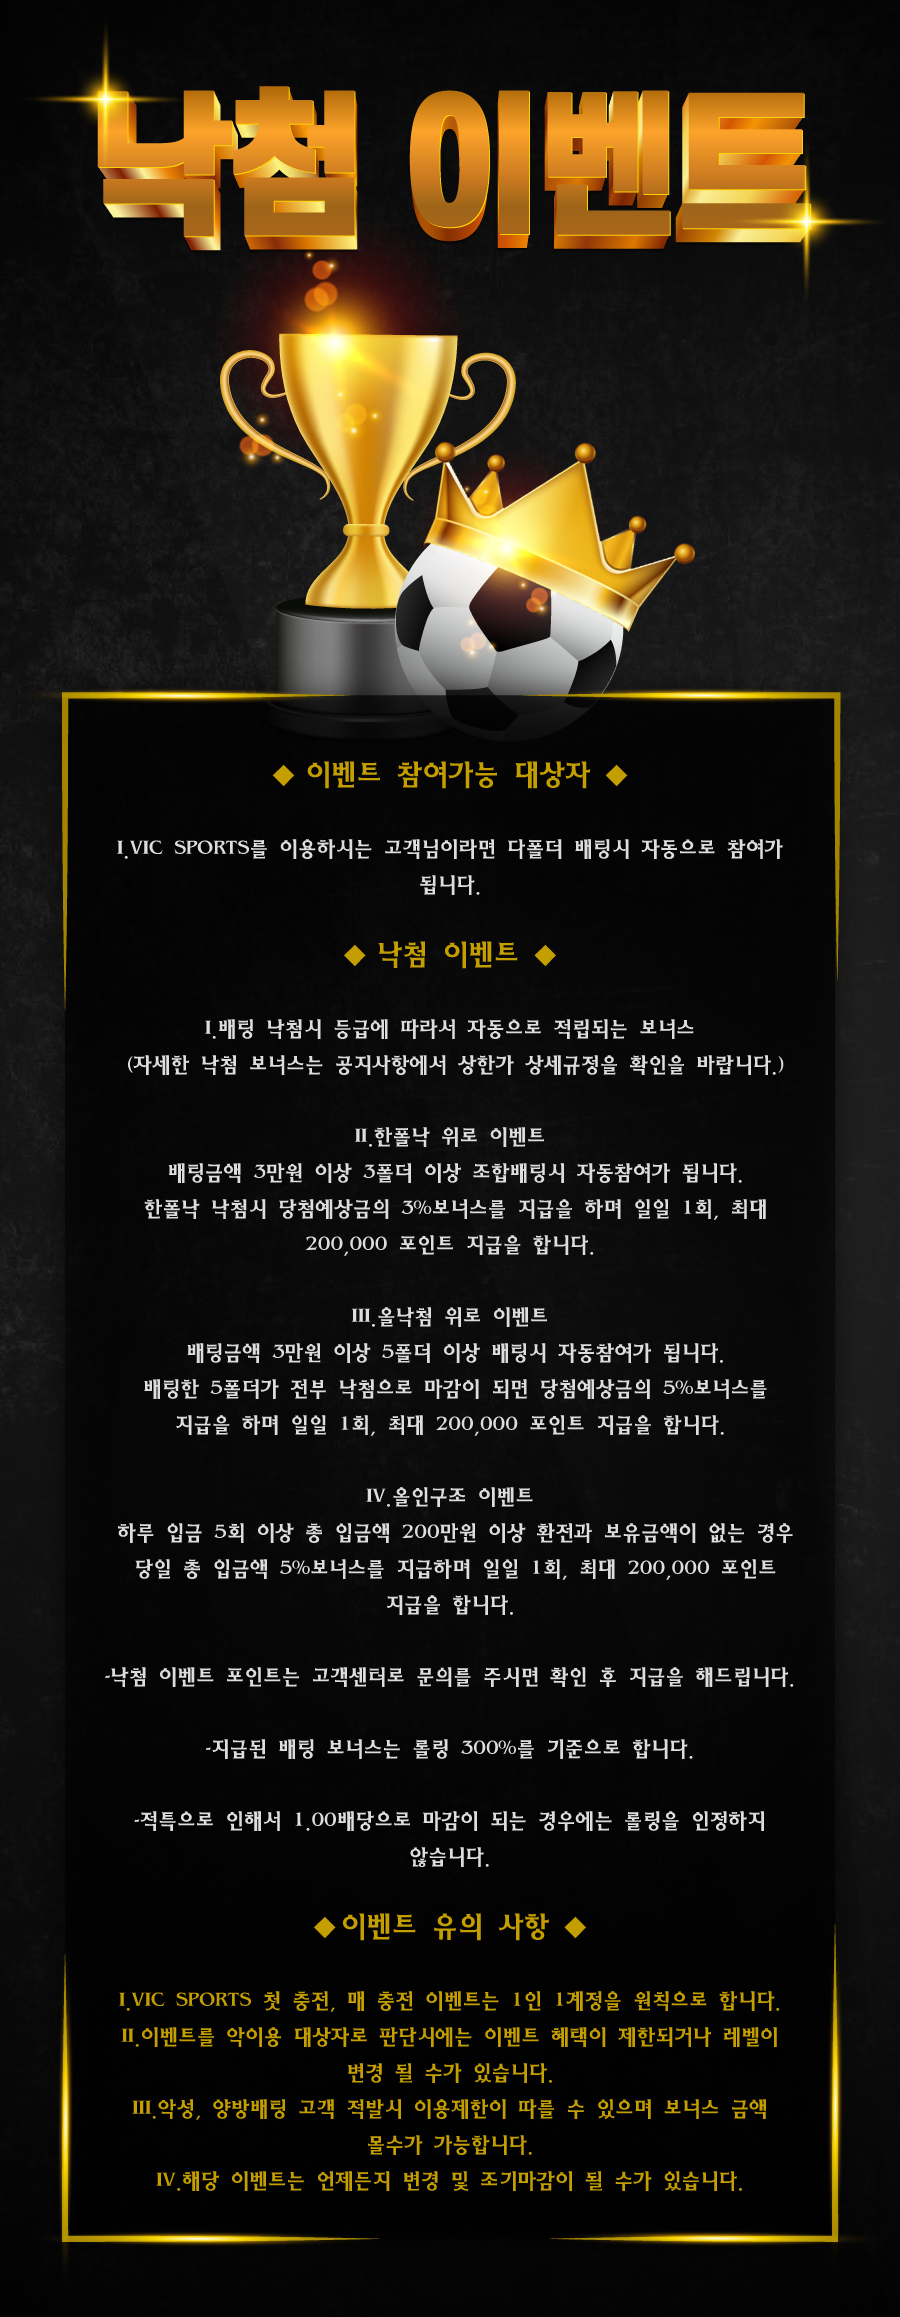 낙첨 이벤트
◆ 이벤트 참여가능 대상자 ◆
Ⅰ.VIC SPORTS를 이용하시는 고객님이라면 다폴더 배팅시 자동으로 참여가
됩니다.
◆ 낙첨 이벤트 ◆
Ⅰ.배팅 낙첨시 등급에 따라서 자동으로 적립되는 보너스
(자세한 낙첨 보너스는 공지사항에서 상한가 상세규정을 확인을 바랍니다.)
Ⅱ.한폴낙 위로 이벤트
배팅금액 3만원 이상 3폴더 이상 조합배팅시 자동참여가 됩니다.
한폴낙 낙첨시 당첨예상금의 3%보너스를 지급을 하며 일일 1회, 최대
200,000 포인트 지급을 합니다.
Ⅲ.올낙첨 위로 이벤트
배팅금액 3만원 이상 5폴더 이상 배팅시 자동참여가 됩니다.
배팅한 5폴더가 전부 낙첨으로 마감이 되면 당첨예상금의 5%보너스를
지급을 하며 일일 1회, 최대 200,000 포인트 지급을 합니다.
Ⅳ.올인구조 이벤트
하루 입금 5회 이상 총 입금액 200만원 이상 환전과 보유금액이 없는 경우
당일 총 입금액 5%보너스를 지급하며 일일 1회, 최대 200,000 포인트
지급을 합니다.
-낙첨 이벤트 포인트는 고객센터로 문의를 주시면 확인 후 지급을 해드립니다.
-지급된 배팅 보너스는 롤링 300%를 기준으로 합니다.
-적특으로 인해서 1.00배당으로 마감이 되는 경우에는 롤링을 인정하지
않습니다.
◆이벤트 유의 사항 ◆
Ⅰ.VIC SPORTS 첫 충전, 매 충전 이벤트는 1인 1계정을 원칙으로 합니다.
Ⅱ.이벤트를 악이용 대상자로 판단시에는 이벤트 혜택이 제한되거나 레벨이
변경 될 수가 있습니다.
Ⅲ.악성, 양방배팅 고객 적발시 이용제한이 따를 수 있으며 보너스 금액
몰수가 가능합니다.
Ⅳ.해당 이벤트는 언제든지 변경 및 조기마감이 될 수가 있습니다.